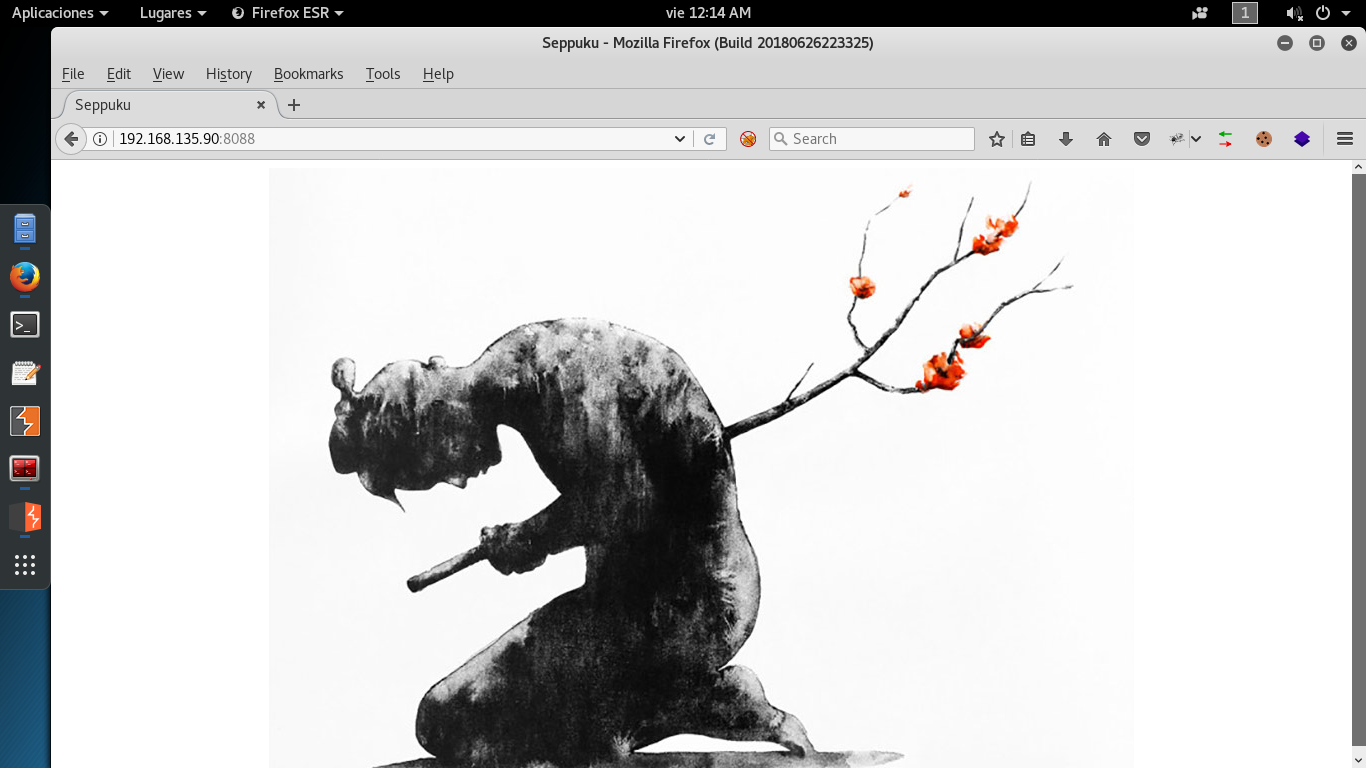 Aplicaciones Lugares Firefox ESR vie 12:14 AM 1
Seppuku - Mozilla Firefox (Build 20180626223325)
File Edit View History Bookmarks Tools Help
Seppuku
192.168.135.90:8088 Search